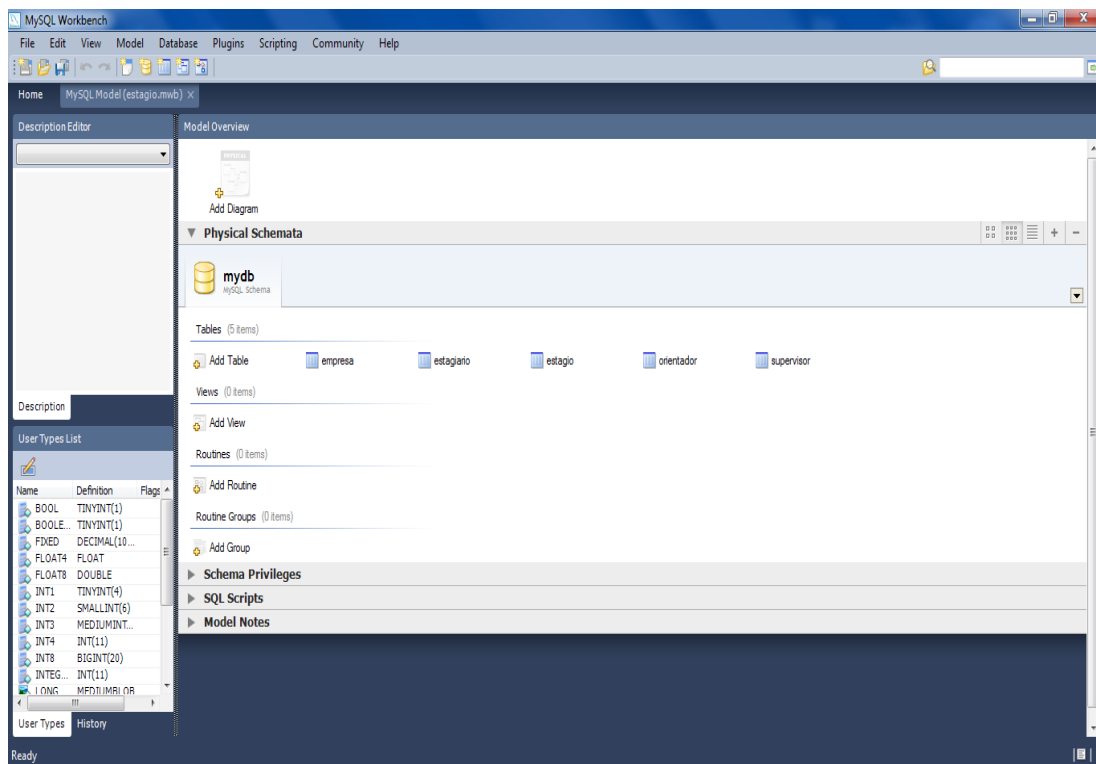 MySQL Workbench
File Edit View Model Database Plugins Scripting Community Help
Home MySQL Model (estagio.mwb) ×
Description Editor
Description
User Types List
Name Definition Flags
BOOL TINYINT(1)
BOOLE... TINYINT(1)
FIXED DECIMAL(10...
FLOAT4 FLOAT
FLOAT8 DOUBLE
INT1 TINYINT(4)
INT2 SMALLINT(6)
INT3 MEDIUMINT...
INT4 INT(11)
INT8 BIGINT(20)
INTEG... INT(11)
LONG MEDIUMBLOB
User Types History
Model Overview
PHYSICAL
Add Diagram
Physical Schemata
mydb
MySQL Schema
Tables (5 items)
Add Table empresa estagiario estagio orientador supervisor
Views (0 items)
Add View
Routines (0 items)
Add Routine
Routine Groups (0 items)
Add Group
Schema Privileges
SQL Scripts
Model Notes
Ready